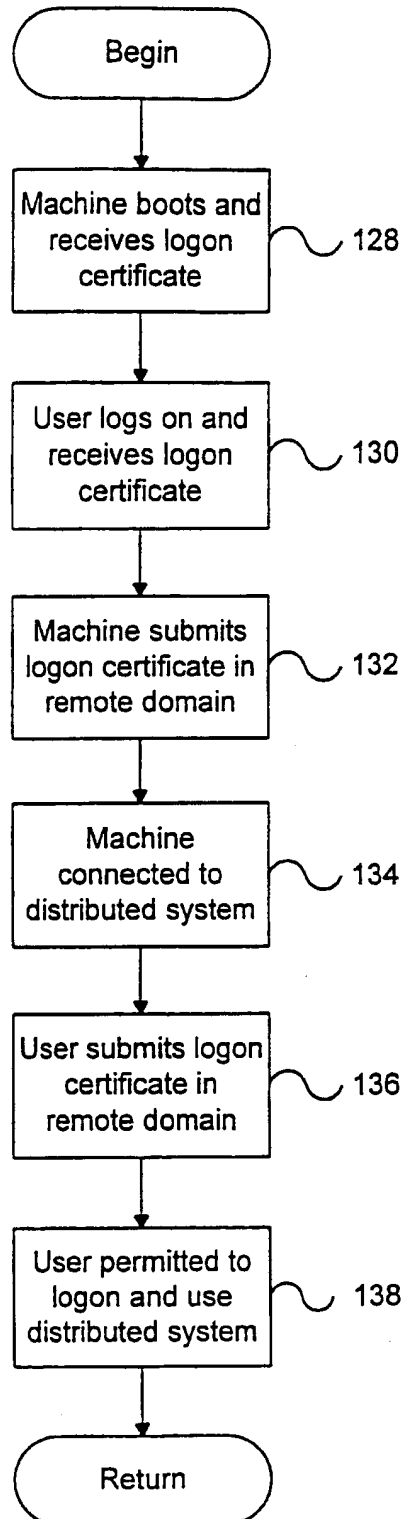 Begin
Machine boots and
receives logon
certificate
128
User logs on and
receives logon
certificate
130
Machine submits
logon certificate in
remote domain
132
Machine
connected to
distributed system
134
User submits logon
certificate in
remote domain
136
User permitted to
logon and use
distributed system
138
Return